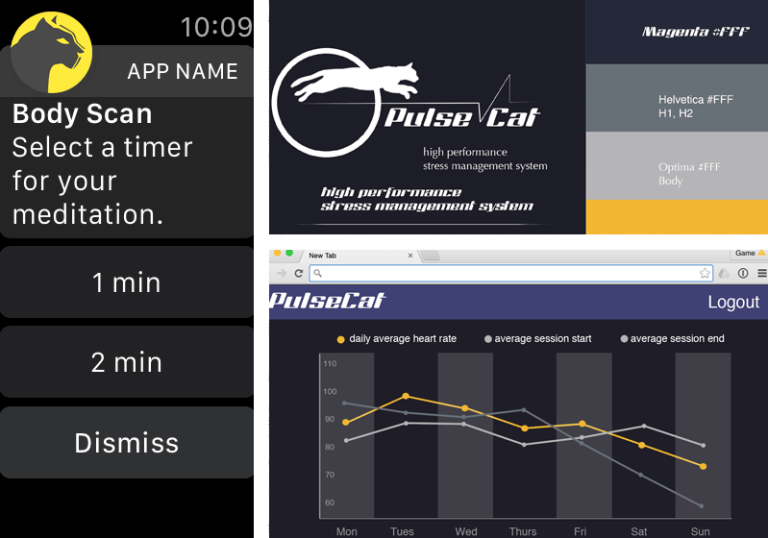 10:09
APP NAME
Body Scan
Select a timer
for your
meditation.
1 min
2 min
Dismiss
Pulse Cat
high performance
stress management system
high performance
stress management system
Magenta #FFF
Helvetica #FFF
H1, H2
Optima #FFF
Body
New Tab
Game
PulseCat
Logout
daily average heart rate
average session start
average session end
110
100
90
80
70
60
Mon Tues Wed Thurs Fri Sat Sun